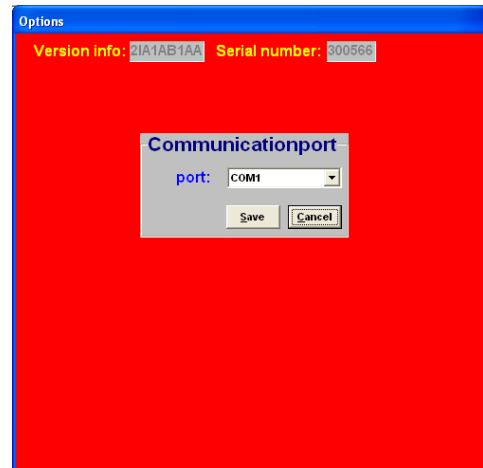 Options
Version info: 2IA1AB1AA Serial number: 300566
Communicationport
port: COM1
Save Cancel